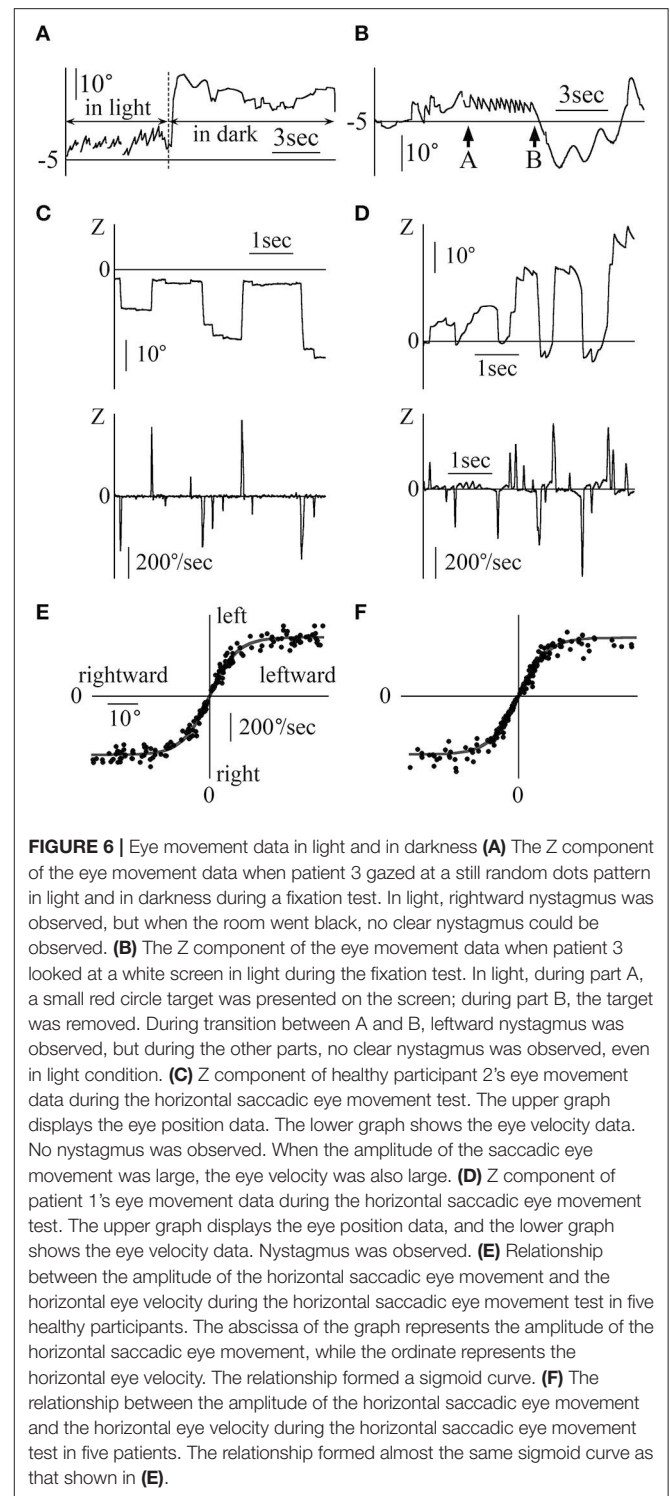 A
B
10°
in light
in dark
3sec
-5
3sec
-5
10°
A
B
C
D
Z
1sec
0
10°
Z
10°
0
1sec
Z
0
200°/sec
Z
1sec
0
200°/sec
E
F
left
rightward
leftward
0
10°
200°/sec
right
0
0
0
FIGURE 6 | Eye movement data in light and in darkness (A) The Z component
of the eye movement data when patient 3 gazed at a still random dots pattern
in light and in darkness during a fixation test. In light, rightward nystagmus was
observed, but when the room went black, no clear nystagmus could be
observed. (B) The Z component of the eye movement data when patient 3
looked at a white screen in light during the fixation test. In light, during part A,
a small red circle target was presented on the screen; during part B, the target
was removed. During transition between A and B, leftward nystagmus was
observed, but during the other parts, no clear nystagmus was observed, even
in light condition. (C) Z component of healthy participant 2's eye movement
data during the horizontal saccadic eye movement test. The upper graph
displays the eye position data. The lower graph shows the eye velocity data.
No nystagmus was observed. When the amplitude of the saccadic eye
movement was large, the eye velocity was also large. (D) Z component of
patient 1's eye movement data during the horizontal saccadic eye movement
test. The upper graph displays the eye position data, and the lower graph
shows the eye velocity data. Nystagmus was observed. (E) Relationship
between the amplitude of the horizontal saccadic eye movement and the
horizontal eye velocity during the horizontal saccadic eye movement test in five
healthy participants. The abscissa of the graph represents the amplitude of the
horizontal saccadic eye movement, while the ordinate represents the
horizontal eye velocity. The relationship formed a sigmoid curve. (F) The
relationship between the amplitude of the horizontal saccadic eye movement
and the horizontal eye velocity during the horizontal saccadic eye movement
test in five patients. The relationship formed almost the same sigmoid curve as
that shown in (E).